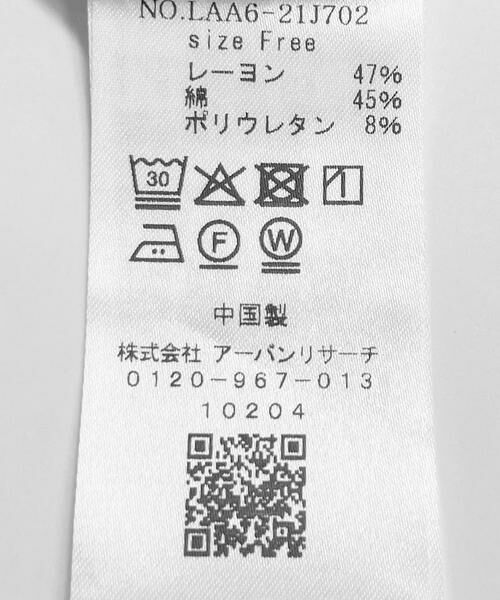 NO.LAA6-21J702
size Free
レーヨン 47%
綿 45%
ポリウレタン 8%
30
F W
中国製
株式会社 アーバンリサーチ
0120-967-013
10204